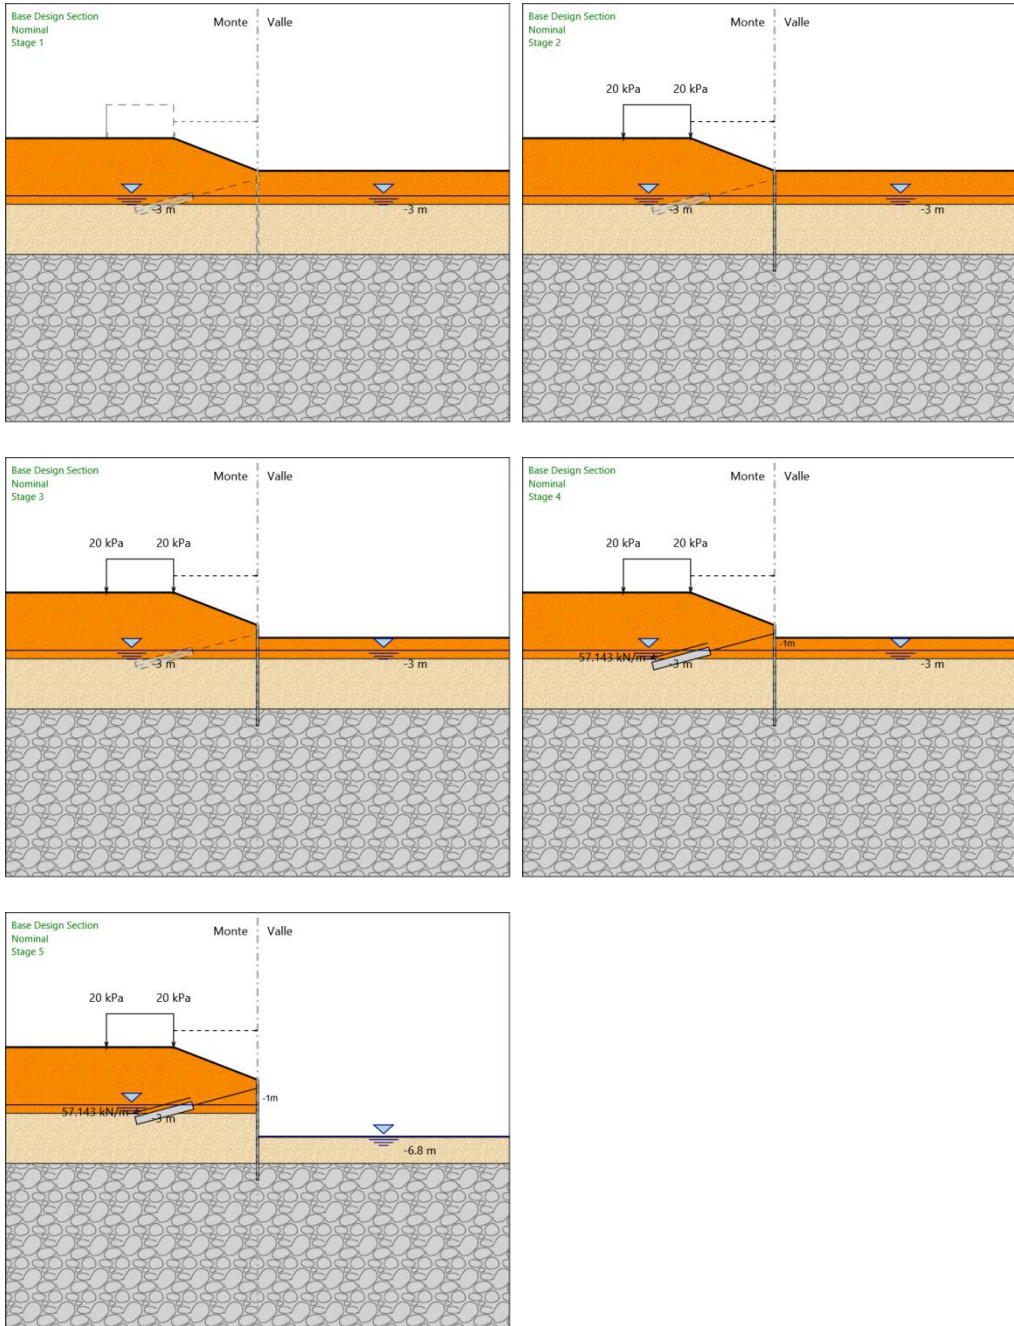 Base Design Section
Nominal
Stage 1
Monte
Valle
-3 m
-3 m
Base Design Section
Nominal
Stage 2
Monte
Valle
20 kPa
20 kPa
-3 m
-3 m
Base Design Section
Nominal
Stage 3
Monte
Valle
20 kPa
20 kPa
-3 m
-3 m
Base Design Section
Nominal
Stage 4
Monte
Valle
20 kPa
20 kPa
-1m
57.143 kN/m
-3 m
-3 m
Base Design Section
Nominal
Stage 5
Monte
Valle
20 kPa
20 kPa
-1m
57.143 kN/m
-3 m
-6.8 m